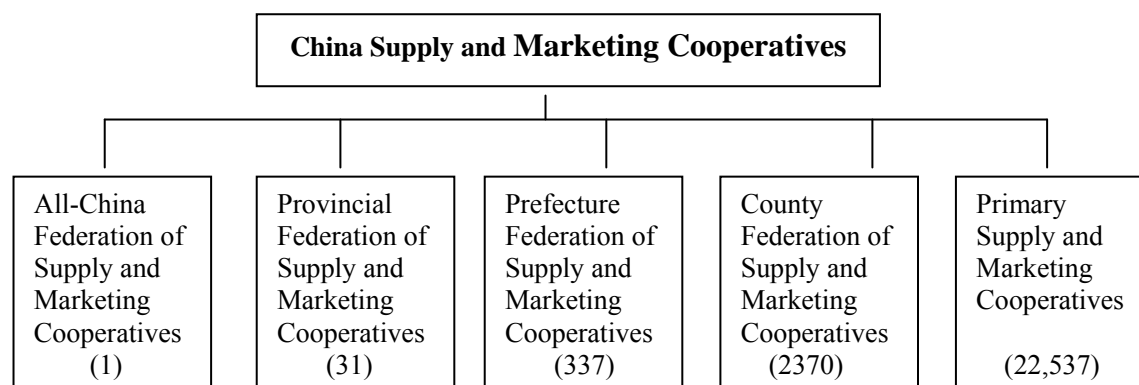 China Supply and Marketing Cooperatives
All-China
Federation of
Supply and
Marketing
Cooperatives
(1)
Provincial
Federation of
Supply and
Marketing
Cooperatives
(31)
Prefecture
Federation of
Supply and
Marketing
Cooperatives
(337)
County
Federation of
Supply and
Marketing
Cooperatives
(2370)
Primary
Supply and
Marketing
Cooperatives
(22,537)